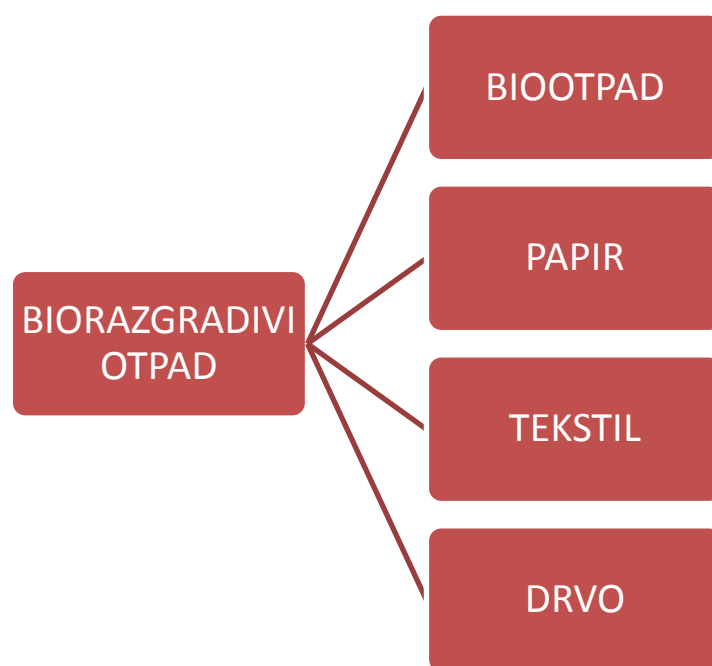 BIORAZGRADIVI
OTPAD
BIOOTPAD
PAPIR
TEKSTIL
DRVO